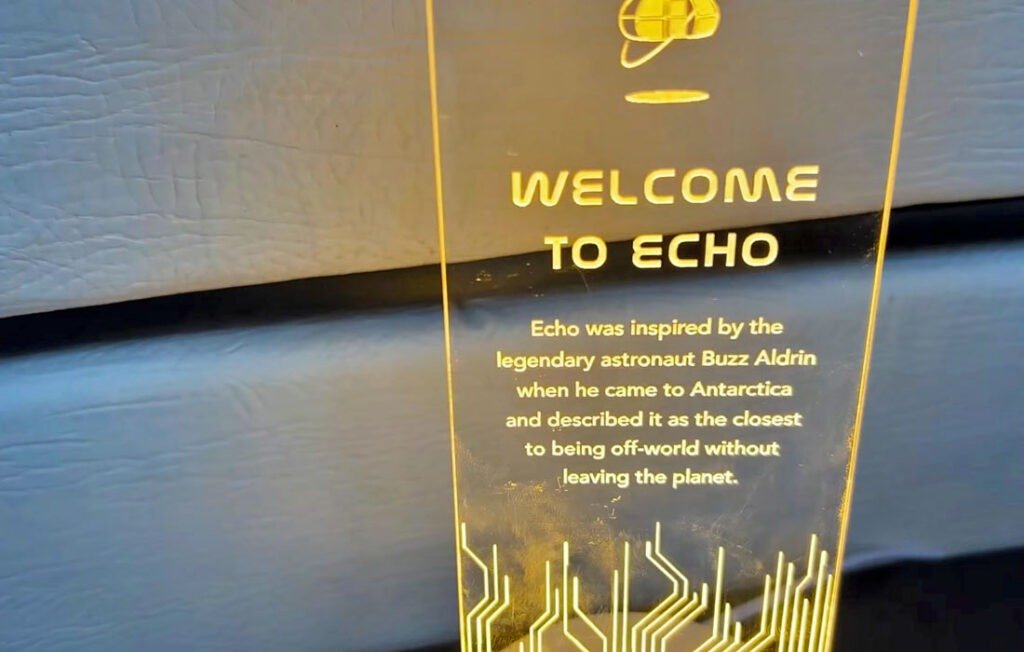 WELCOME
TO ECHO
Echo was inspired by the
legendary astronaut Buzz Aldrin
when he came to Antarctica
and described it as the closest
to being off-world without
leaving the planet.